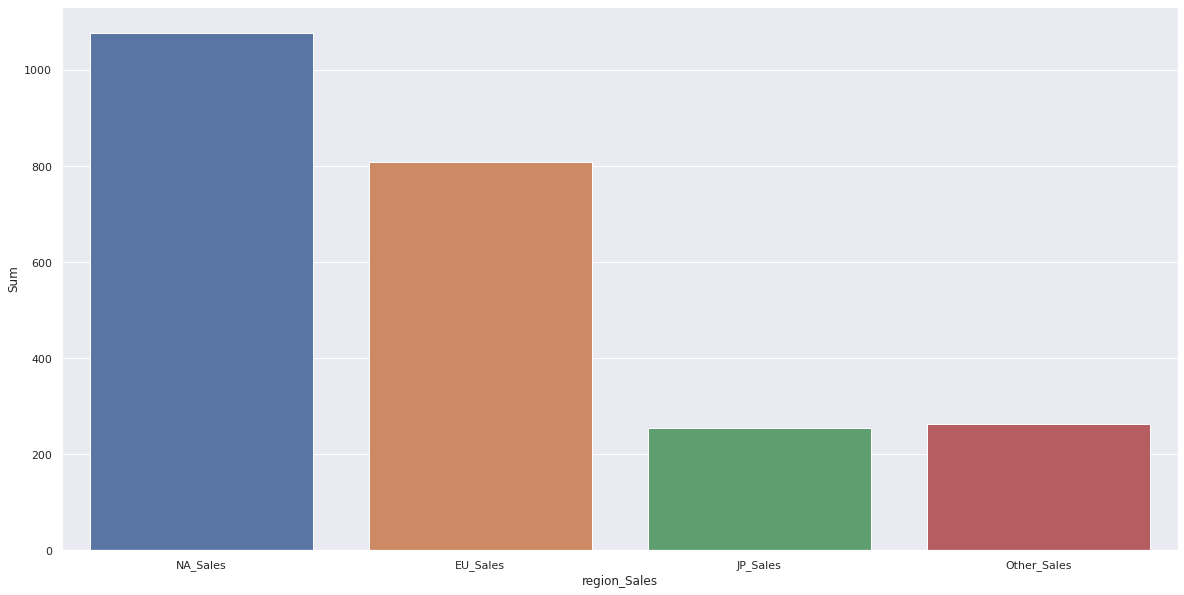 1000
800
600
400
200
0
Sum
NA_Sales
EU_Sales
JP_Sales
Other_Sales
region_Sales